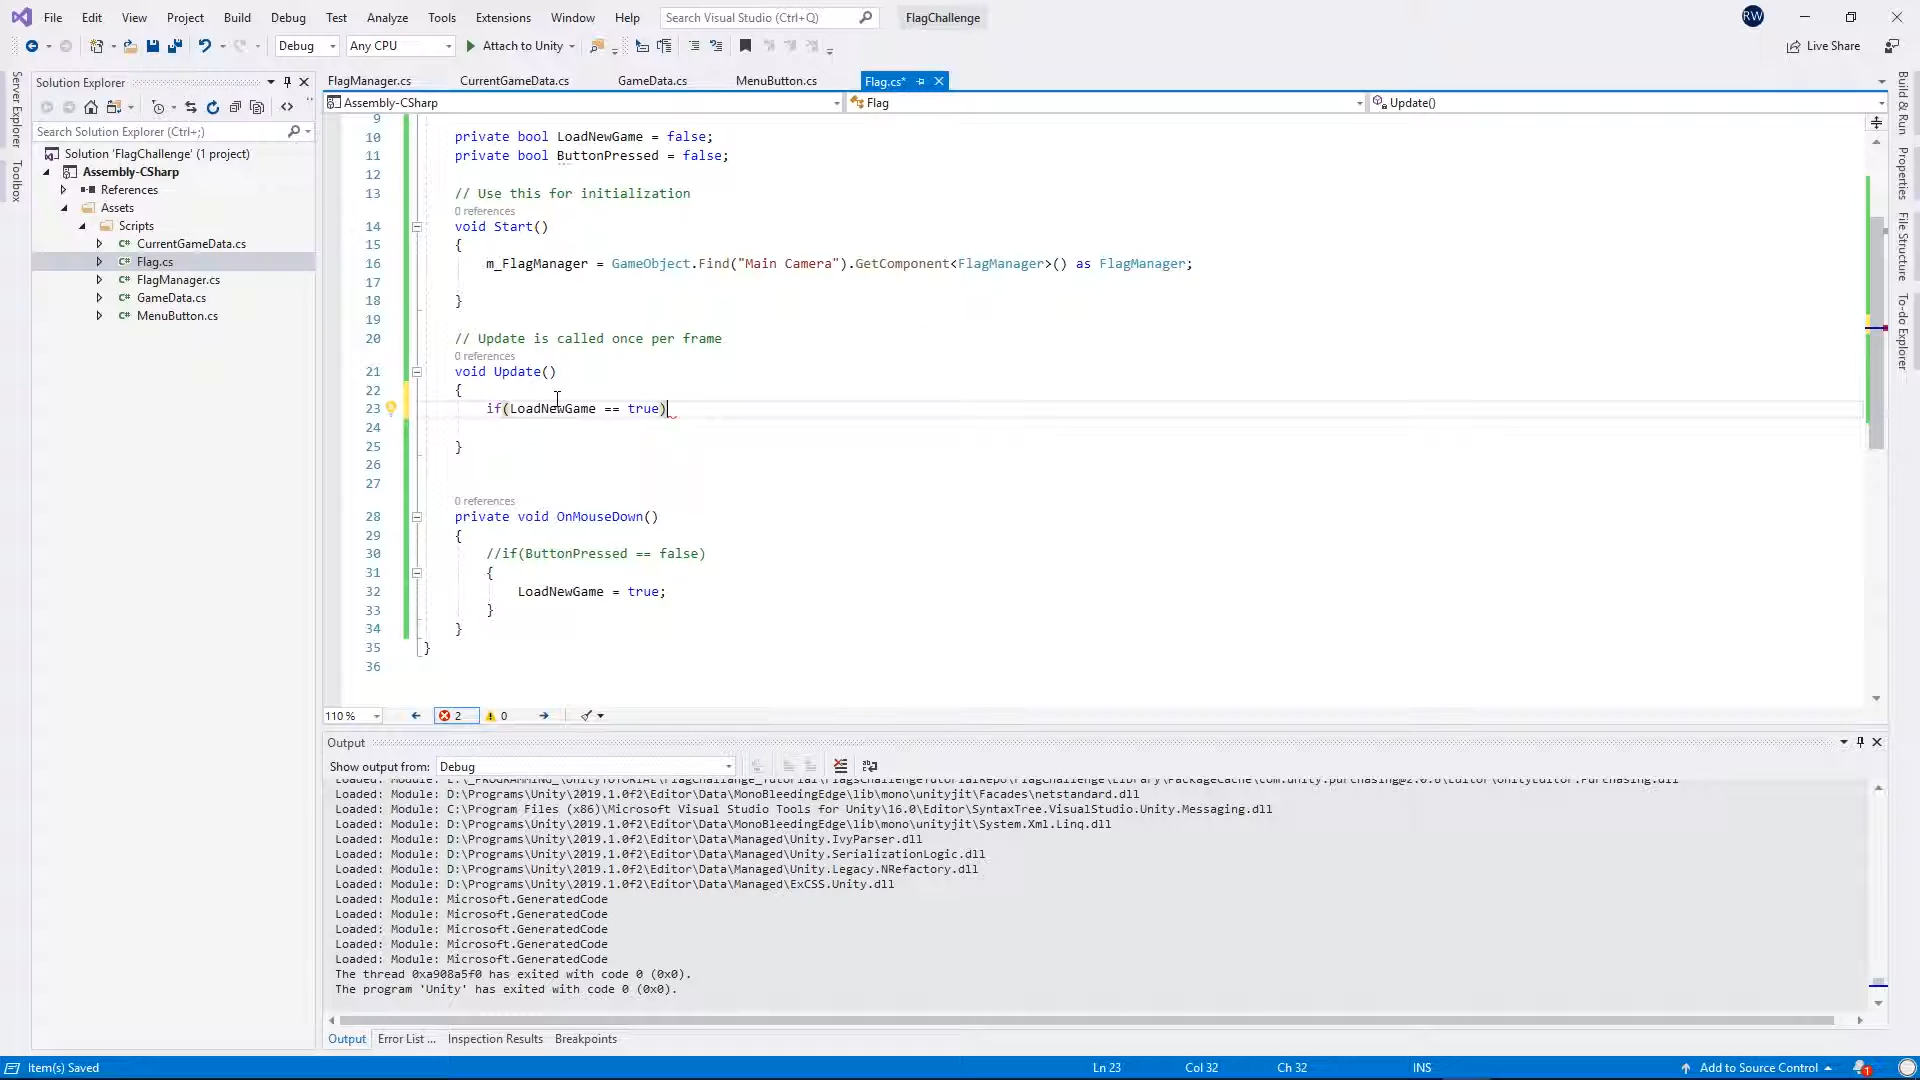 File Edit View Project Build Debug Test Analyze Tools Extensions Window Help Search Visual Studio (Ctrl+Q) FlagChallenge RW
Debug Any CPU Attach to Unity Live Share
Solution Explorer
Search Solution Explorer (Ctrl+;)
Solution 'FlagChallenge' (1 project)
Assembly-CSharp
References
Assets
Scripts
CurrentGameData.cs
Flag.cs
FlagManager.cs
GameData.cs
MenuButton.cs
Server Explorer
Toolbox
FlagManager.cs CurrentGameData.cs GameData.cs MenuButton.cs Flag.cs*
Assembly-CSharp Flag Update()
9
10 private bool LoadNewGame = false;
11 private bool ButtonPressed = false;
12
13 // Use this for initialization
0 references
14 void Start()
15 {
16 m_FlagManager = GameObject.Find("Main Camera").GetComponent<FlagManager>() as FlagManager;
17
18 }
19
20 // Update is called once per frame
0 references
21 void Update()
22 {
23 if(LoadNewGame == true)
24
25 }
26
27
0 references
28 private void OnMouseDown()
29 {
30 //if(ButtonPressed == false)
31 {
32 LoadNewGame = true;
33 }
34 }
35 }
36
110 % 2 0
Output
Show output from: Debug
Loaded: Module: D:\Programs\Unity\2019.1.0f2\Editor\Data\MonoBleedingEdge\lib\mono\unityjit\Facades\netstandard.dll
Loaded: Module: C:\Program Files (x86)\Microsoft Visual Studio Tools for Unity\16.0\Editor\SyntaxTree.VisualStudio.Unity.Messaging.dll
Loaded: Module: D:\Programs\Unity\2019.1.0f2\Editor\Data\MonoBleedingEdge\lib\mono\unityjit\System.Xml.Linq.dll
Loaded: Module: D:\Programs\Unity\2019.1.0f2\Editor\Data\Managed\Unity.IvyParser.dll
Loaded: Module: D:\Programs\Unity\2019.1.0f2\Editor\Data\Managed\Unity.SerializationLogic.dll
Loaded: Module: D:\Programs\Unity\2019.1.0f2\Editor\Data\Managed\Unity.Legacy.NRefactory.dll
Loaded: Module: D:\Programs\Unity\2019.1.0f2\Editor\Data\Managed\ExCSS.Unity.dll
Loaded: Module: Microsoft.GeneratedCode
Loaded: Module: Microsoft.GeneratedCode
Loaded: Module: Microsoft.GeneratedCode
Loaded: Module: Microsoft.GeneratedCode
Loaded: Module: Microsoft.GeneratedCode
The thread 0xa908a5f0 has exited with code 0 (0x0).
The program 'Unity' has exited with code 0 (0x0).
Output Error List ... Inspection Results Breakpoints
Build & Run
Properties
File Structure
To-do Explorer
Item(s) Saved Ln 23 Col 32 Ch 32 INS Add to Source Control 1